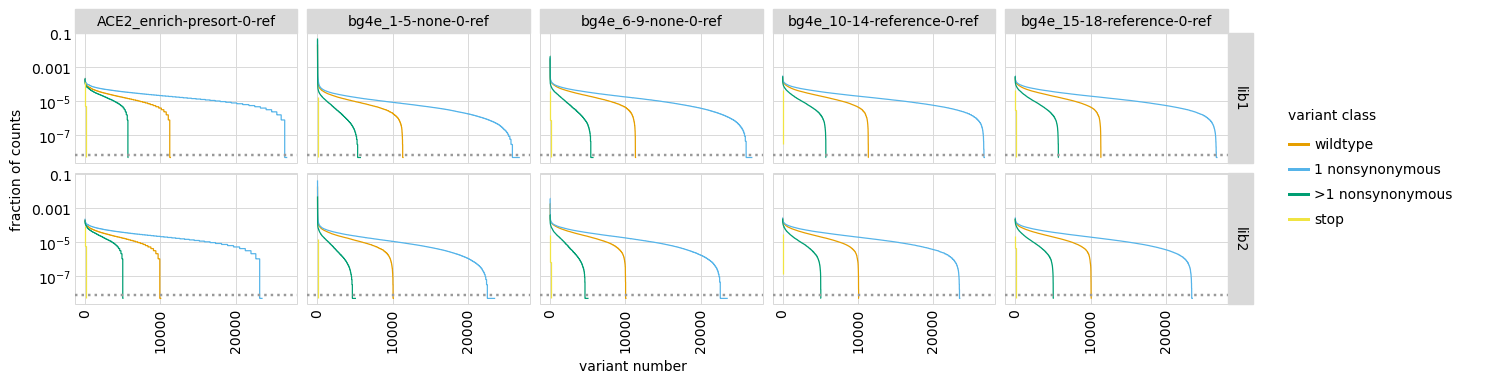 ACE2_enrich-presort-0-ref bg4e_1-5-none-0-ref bg4e_6-9-none-0-ref bg4e_10-14-reference-0-ref bg4e_15-18-reference-0-ref
0.1
0.001
10⁻⁵
10⁻⁷
lib1
0.1
0.001
10⁻⁵
10⁻⁷
lib2
fraction of counts
0 10000 20000 0 10000 20000 0 10000 20000 0 10000 20000 0 10000 20000
variant number
variant class
wildtype
1 nonsynonymous
>1 nonsynonymous
stop